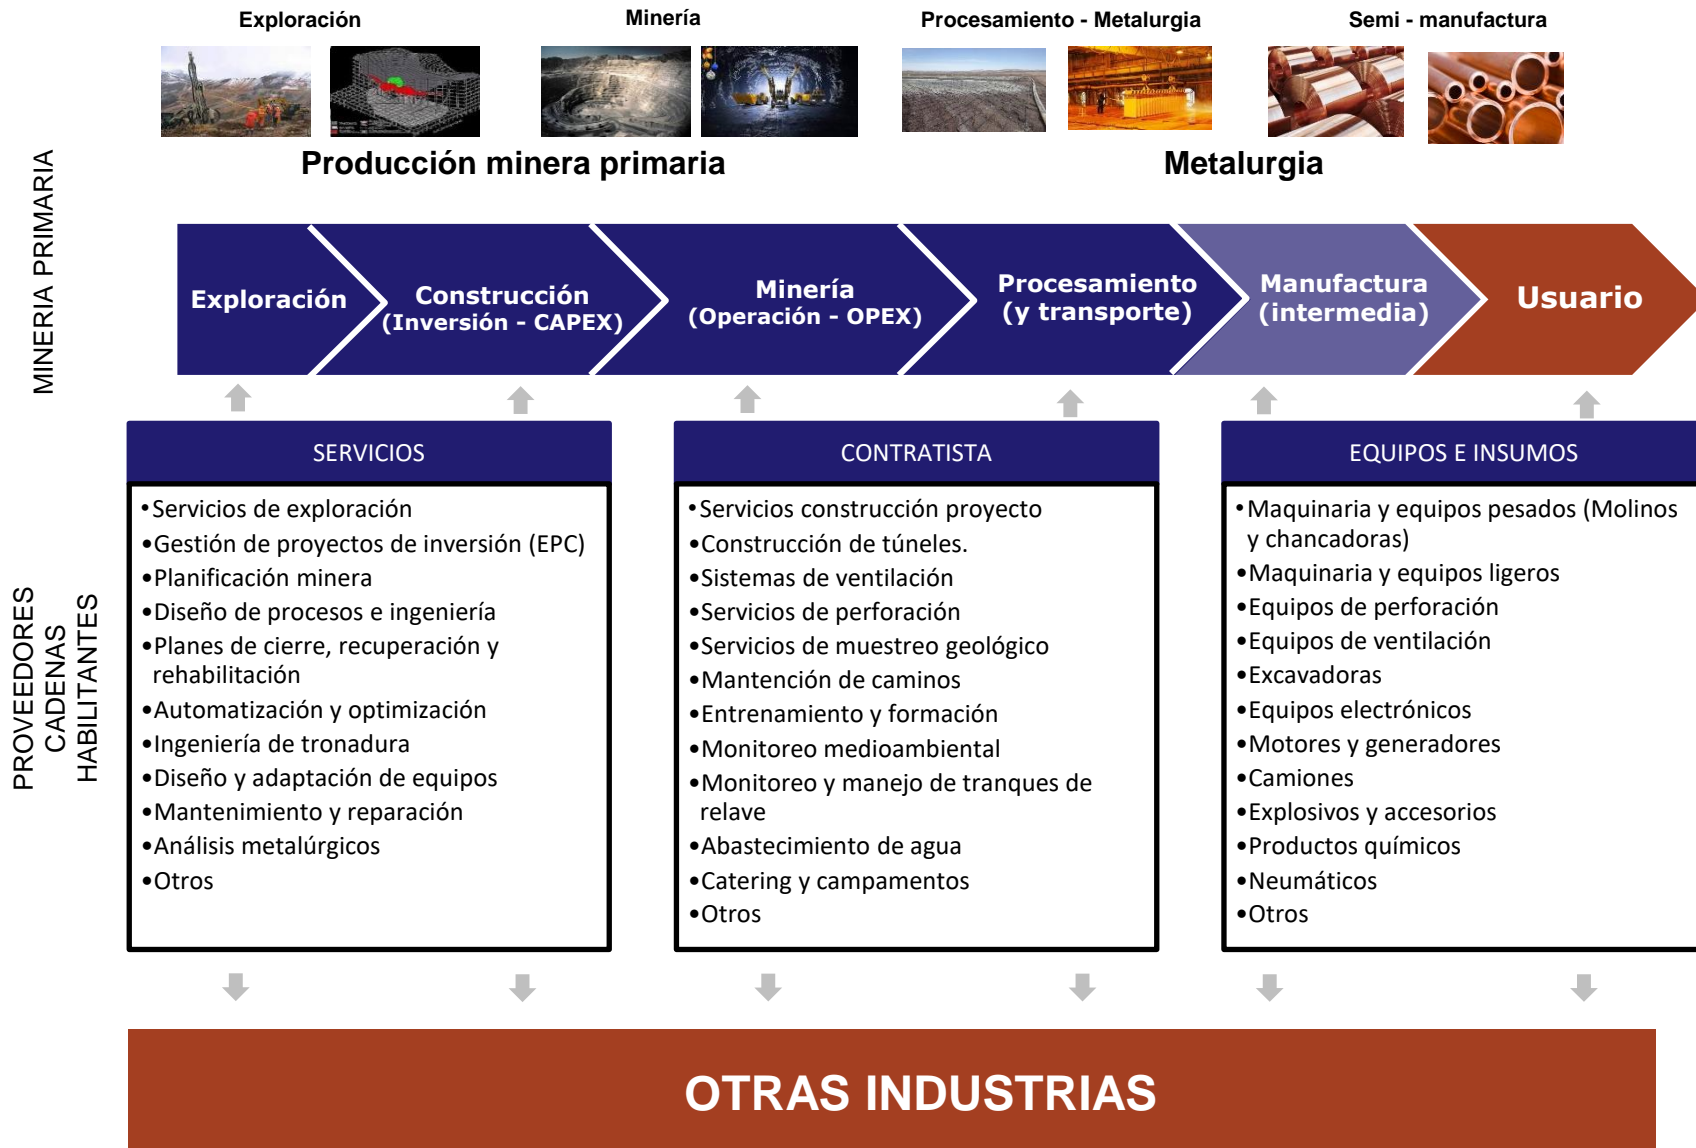 Exploración
Minería
Procesamiento - Metalurgia
Semi - manufactura
Producción minera primaria
Metalurgia
MINERIA PRIMARIA
Exploración
Construcción
(Inversión - CAPEX)
Minería
(Operación - OPEX)
Procesamiento
(y transporte)
Manufactura
(intermedia)
Usuario
PROVEEDORES
CADENAS
HABILITANTES
SERVICIOS
•Servicios de exploración
•Gestión de proyectos de inversión (EPC)
•Planificación minera
•Diseño de procesos e ingeniería
•Planes de cierre, recuperación y
rehabilitación
•Automatización y optimización
•Ingeniería de tronadura
•Diseño y adaptación de equipos
•Mantenimiento y reparación
•Análisis metalúrgicos
•Otros
CONTRATISTA
•Servicios construcción proyecto
•Construcción de túneles.
•Sistemas de ventilación
•Servicios de perforación
•Servicios de muestreo geológico
•Mantención de caminos
•Entrenamiento y formación
•Monitoreo medioambiental
•Monitoreo y manejo de tranques de
relave
•Abastecimiento de agua
•Catering y campamentos
•Otros
EQUIPOS E INSUMOS
•Maquinaria y equipos pesados (Molinos
y chancadoras)
•Maquinaria y equipos ligeros
•Equipos de perforación
•Equipos de ventilación
•Excavadoras
•Equipos electrónicos
•Motores y generadores
•Camiones
•Explosivos y accesorios
•Productos químicos
•Neumáticos
•Otros
OTRAS INDUSTRIAS